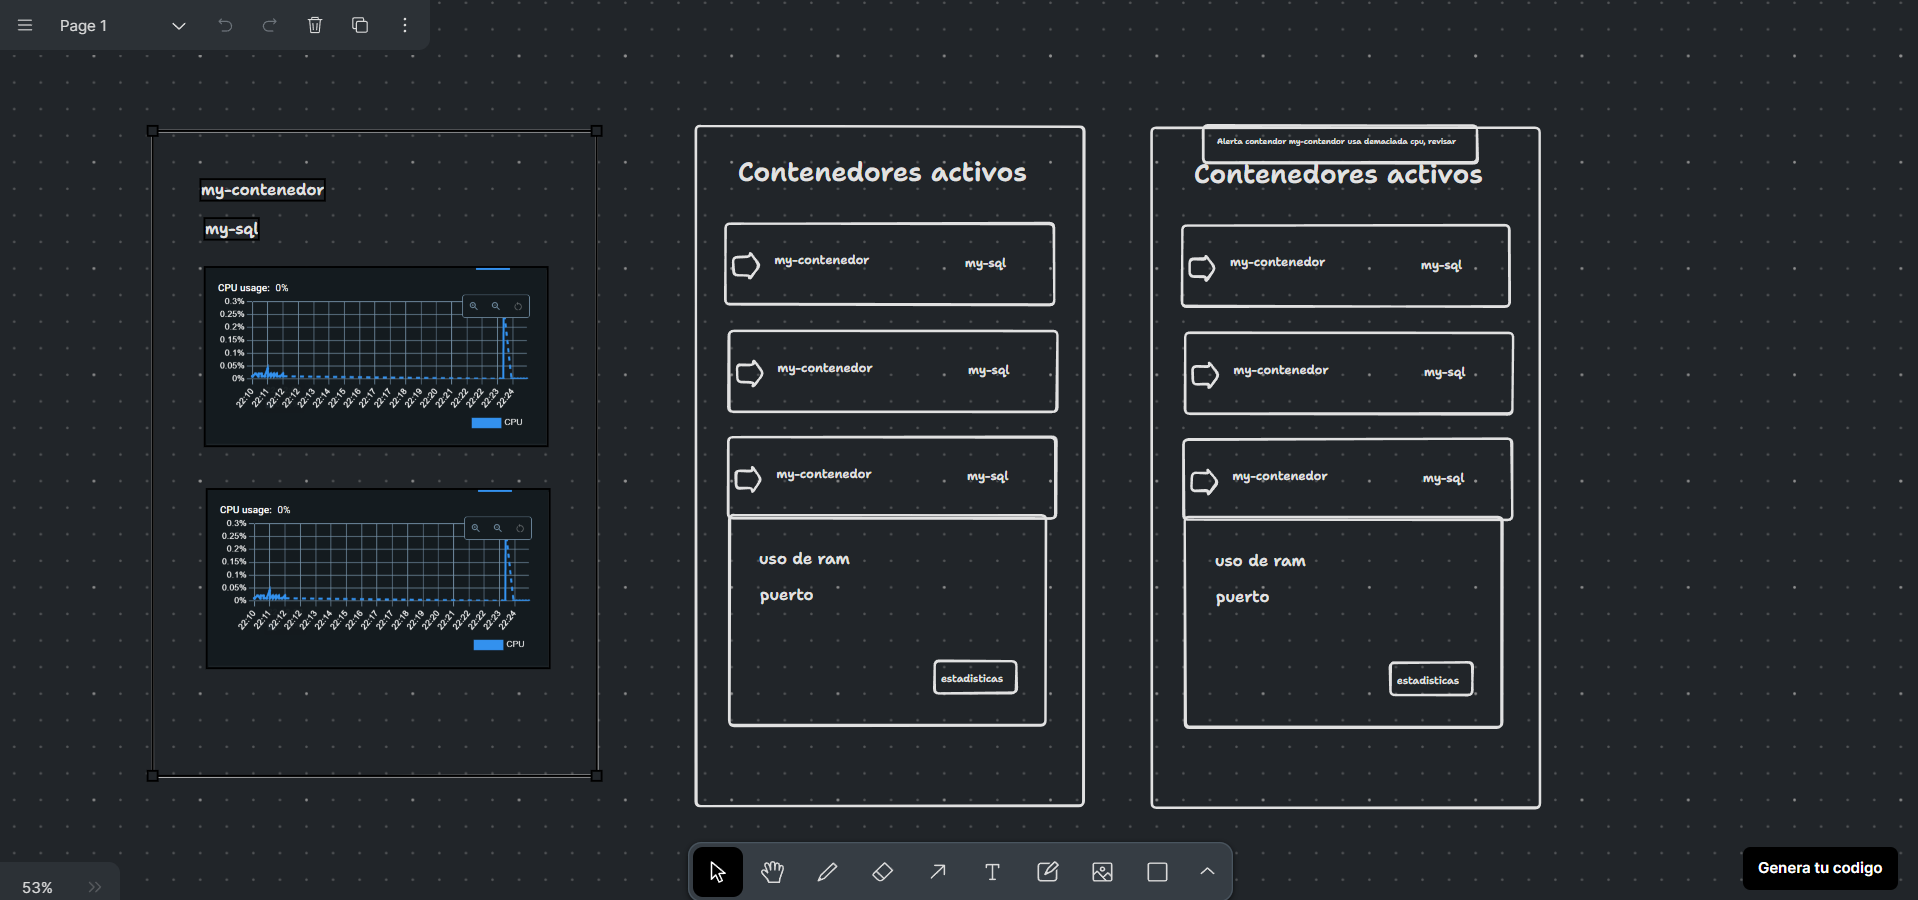 Page 1
my-contenedor
my-sql
CPU usage: 0%
0.3%
0.25%
0.2%
0.15%
0.1%
0.05%
0%
22:10 22:11 22:12 22:12 22:13 22:14 22:15 22:16 22:17 22:17 22:18 22:19 22:20 22:21 22:22 22:22 22:23 22:24
CPU
CPU usage: 0%
0.3%
0.25%
0.2%
0.15%
0.1%
0.05%
0%
22:10 22:11 22:12 22:12 22:13 22:14 22:15 22:16 22:17 22:17 22:18 22:19 22:20 22:21 22:22 22:22 22:23 22:24
CPU
Contenedores activos
my-contenedor my-sql
my-contenedor my-sql
my-contenedor my-sql
uso de ram
puerto
estadisticas
Alerta contendor my-contendor usa demaciada cpu, revisar
Contenedores activos
my-contenedor my-sql
my-contenedor my-sql
my-contenedor my-sql
uso de ram
puerto
estadisticas
53%
Genera tu codigo